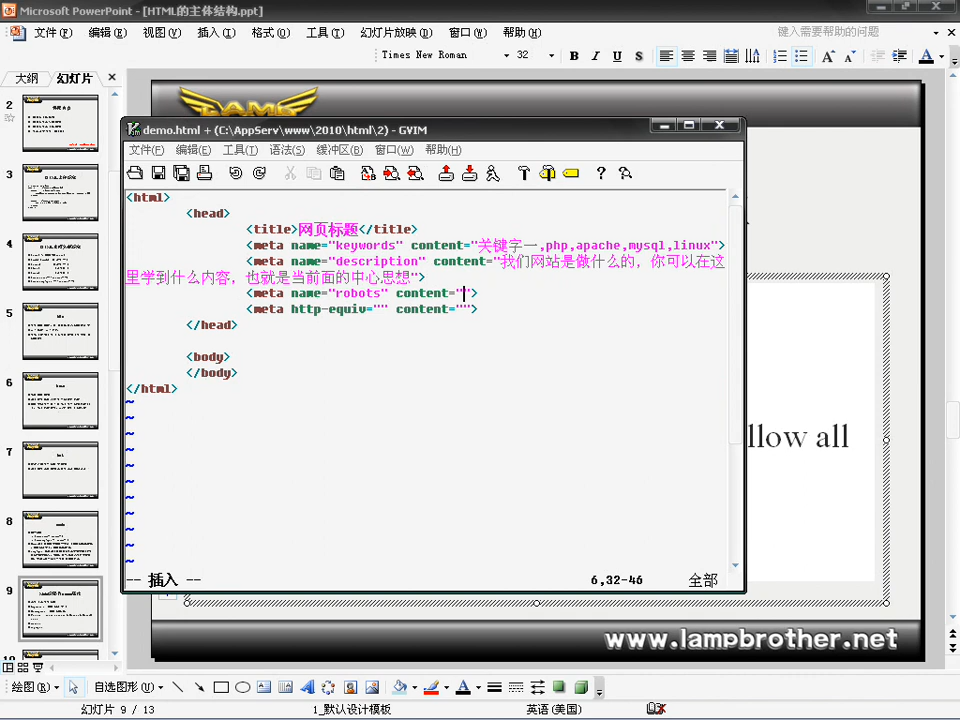 Microsoft PowerPoint - [HTML的主体结构.ppt]
文件(F) 编辑(E) 视图(V) 插入(I) 格式(O) 工具(T) 幻灯片放映(D) 窗口(W) 帮助(H) 键入需要帮助的问题
Times New Roman 32 B I U S
大纲 幻灯片
demo.html + (C:\AppServ\www\2010\html\2) - GVIM
文件(F) 编辑(E) 工具(T) 语法(S) 缓冲区(B) 窗口(W) 帮助(H)
<html>
<head>
<title>网页标题</title>
<meta name="keywords" content="关键字一,php,apache,mysql,linux">
<meta name="description" content="我们网站是做什么的，你可以在这
里学到什么内容，也就是当前面的中心思想">
<meta name="robots" content="">
<meta http-equiv="" content="">
</head>
<body>
</body>
</html>
~
~
~
~
~
~
~
~
~
~
~
-- 插入 -- 6,32-46 全部
llow all
www.lampbrother.net
2
3
4
5
6
7
8
9
10
绘图(R) 自选图形(U)
幻灯片 9 / 13 1_默认设计模板 英语(美国)